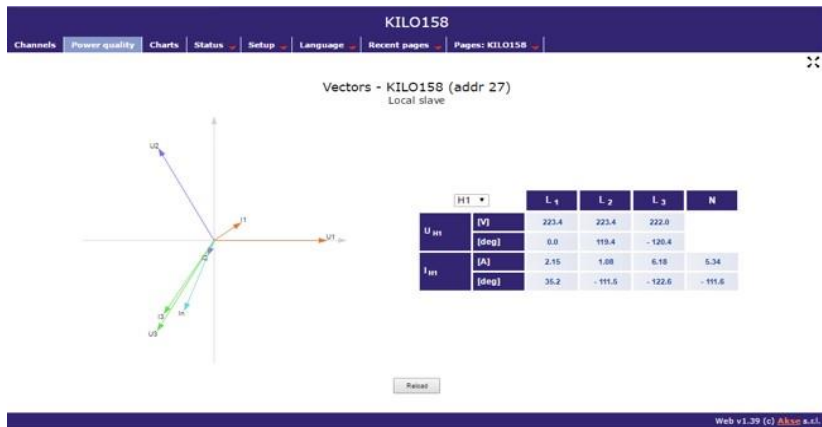 KILO158
Channels Power quality Charts Status Setup Language Recent pages Pages: KILO158
Vectors - KILO158 (addr 27)
Local slave
U2
I1
U1
I3
In
U3
H1 L 1 L 2 L 3 N
U H1 [V] 223.4 223.4 222.0
[deg] 0.0 119.4 - 120.4
I H1 [A] 2.15 1.08 6.18 5.34
[deg] 35.2 - 111.5 - 122.6 - 111.6
Reload
Web v1.39 (c) Akse s.r.l.